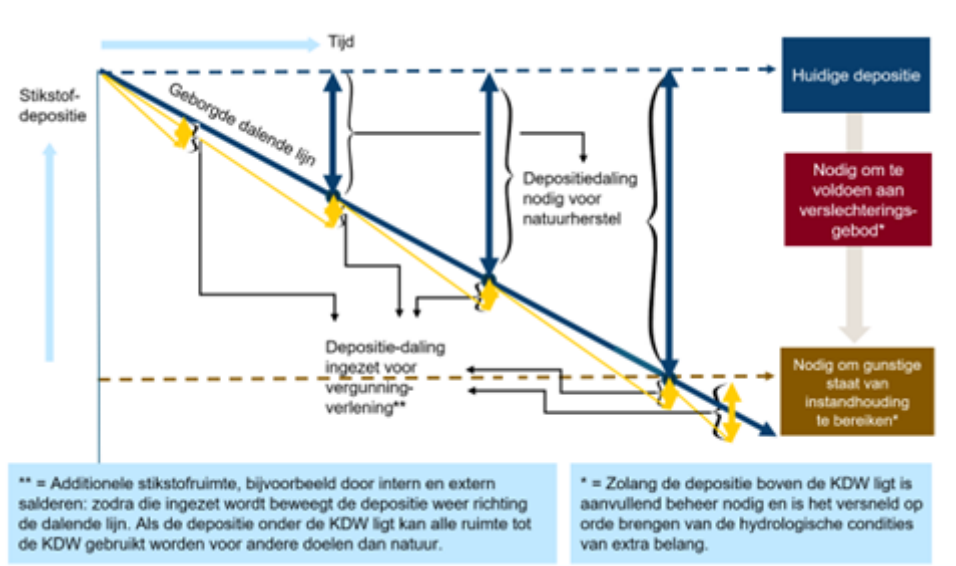 Tijd
Stikstof-
depositie
Geborgde dalende lijn
Huidige depositie
Nodig om te
voldoen aan
verslechterings-
gebod*
Depositiedaling
nodig voor
natuurherstel
Depositie-daling
ingezet voor
vergunning-
verlening**
Nodig om gunstige
staat van
instandhouding
te bereiken*
** = Additionele stikstofruimte, bijvoorbeeld door intern en extern
salderen: zodra die ingezet wordt beweegt de depositie weer richting
de dalende lijn. Als de depositie onder de KDW ligt kan alle ruimte tot
de KDW gebruikt worden voor andere doelen dan natuur.
* = Zolang de depositie boven de KDW ligt is
aanvullend beheer nodig en is het versneld op
orde brengen van de hydrologische condities
van extra belang.